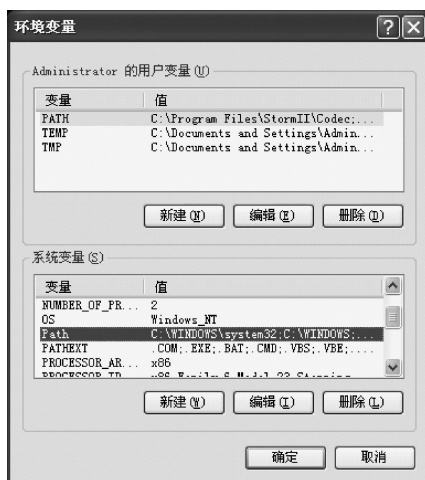 环境变量
Administrator 的用户变量(U)
变量 值
PATH C:\Program Files\StormII\Codec;...
TEMP C:\Documents and Settings\Admin...
TMP C:\Documents and Settings\Admin...
新建(N) 编辑(E) 删除(D)
系统变量(S)
变量 值
NUMBER_OF_PR... 2
OS Windows_NT
Path C:\WINDOWS\system32;C:\WINDOWS;...
PATHEXT .COM;.EXE;.BAT;.CMD;.VBS;.VBE;....
PROCESSOR_AR... x86
新建(W) 编辑(I) 删除(L)
确定 取消